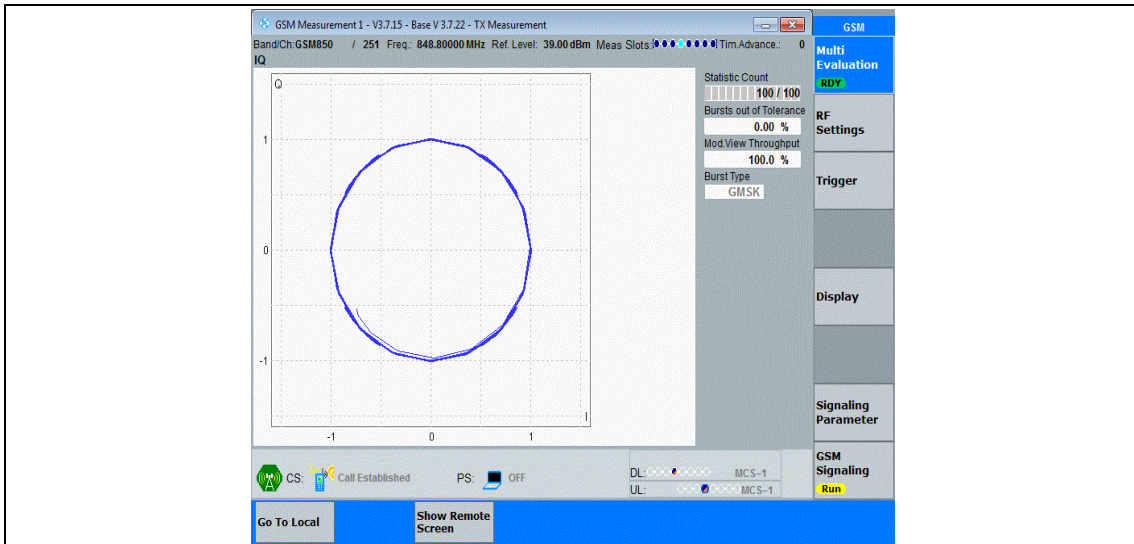 GSM Measurement 1 - V3.7.15 - Base V 3.7.22 - TX Measurement
GSM
Band/Ch: GSM850 / 251 Freq.: 848.80000 MHz Ref. Level: 39.00 dBm Meas Slots: Tim.Advance.: 0
IQ
Multi
Evaluation
RDY
Q
1
0
-1
-1 0 1
I
Statistic Count
100 / 100
Bursts out of Tolerance
0.00 %
Mod.View Throughput
100.0 %
Burst Type
GMSK
RF
Settings
Trigger
Display
Signaling
Parameter
GSM
Signaling
Run
CS: Call Established PS: OFF
DL: MCS-1
UL: MCS-1
Go To Local
Show Remote
Screen